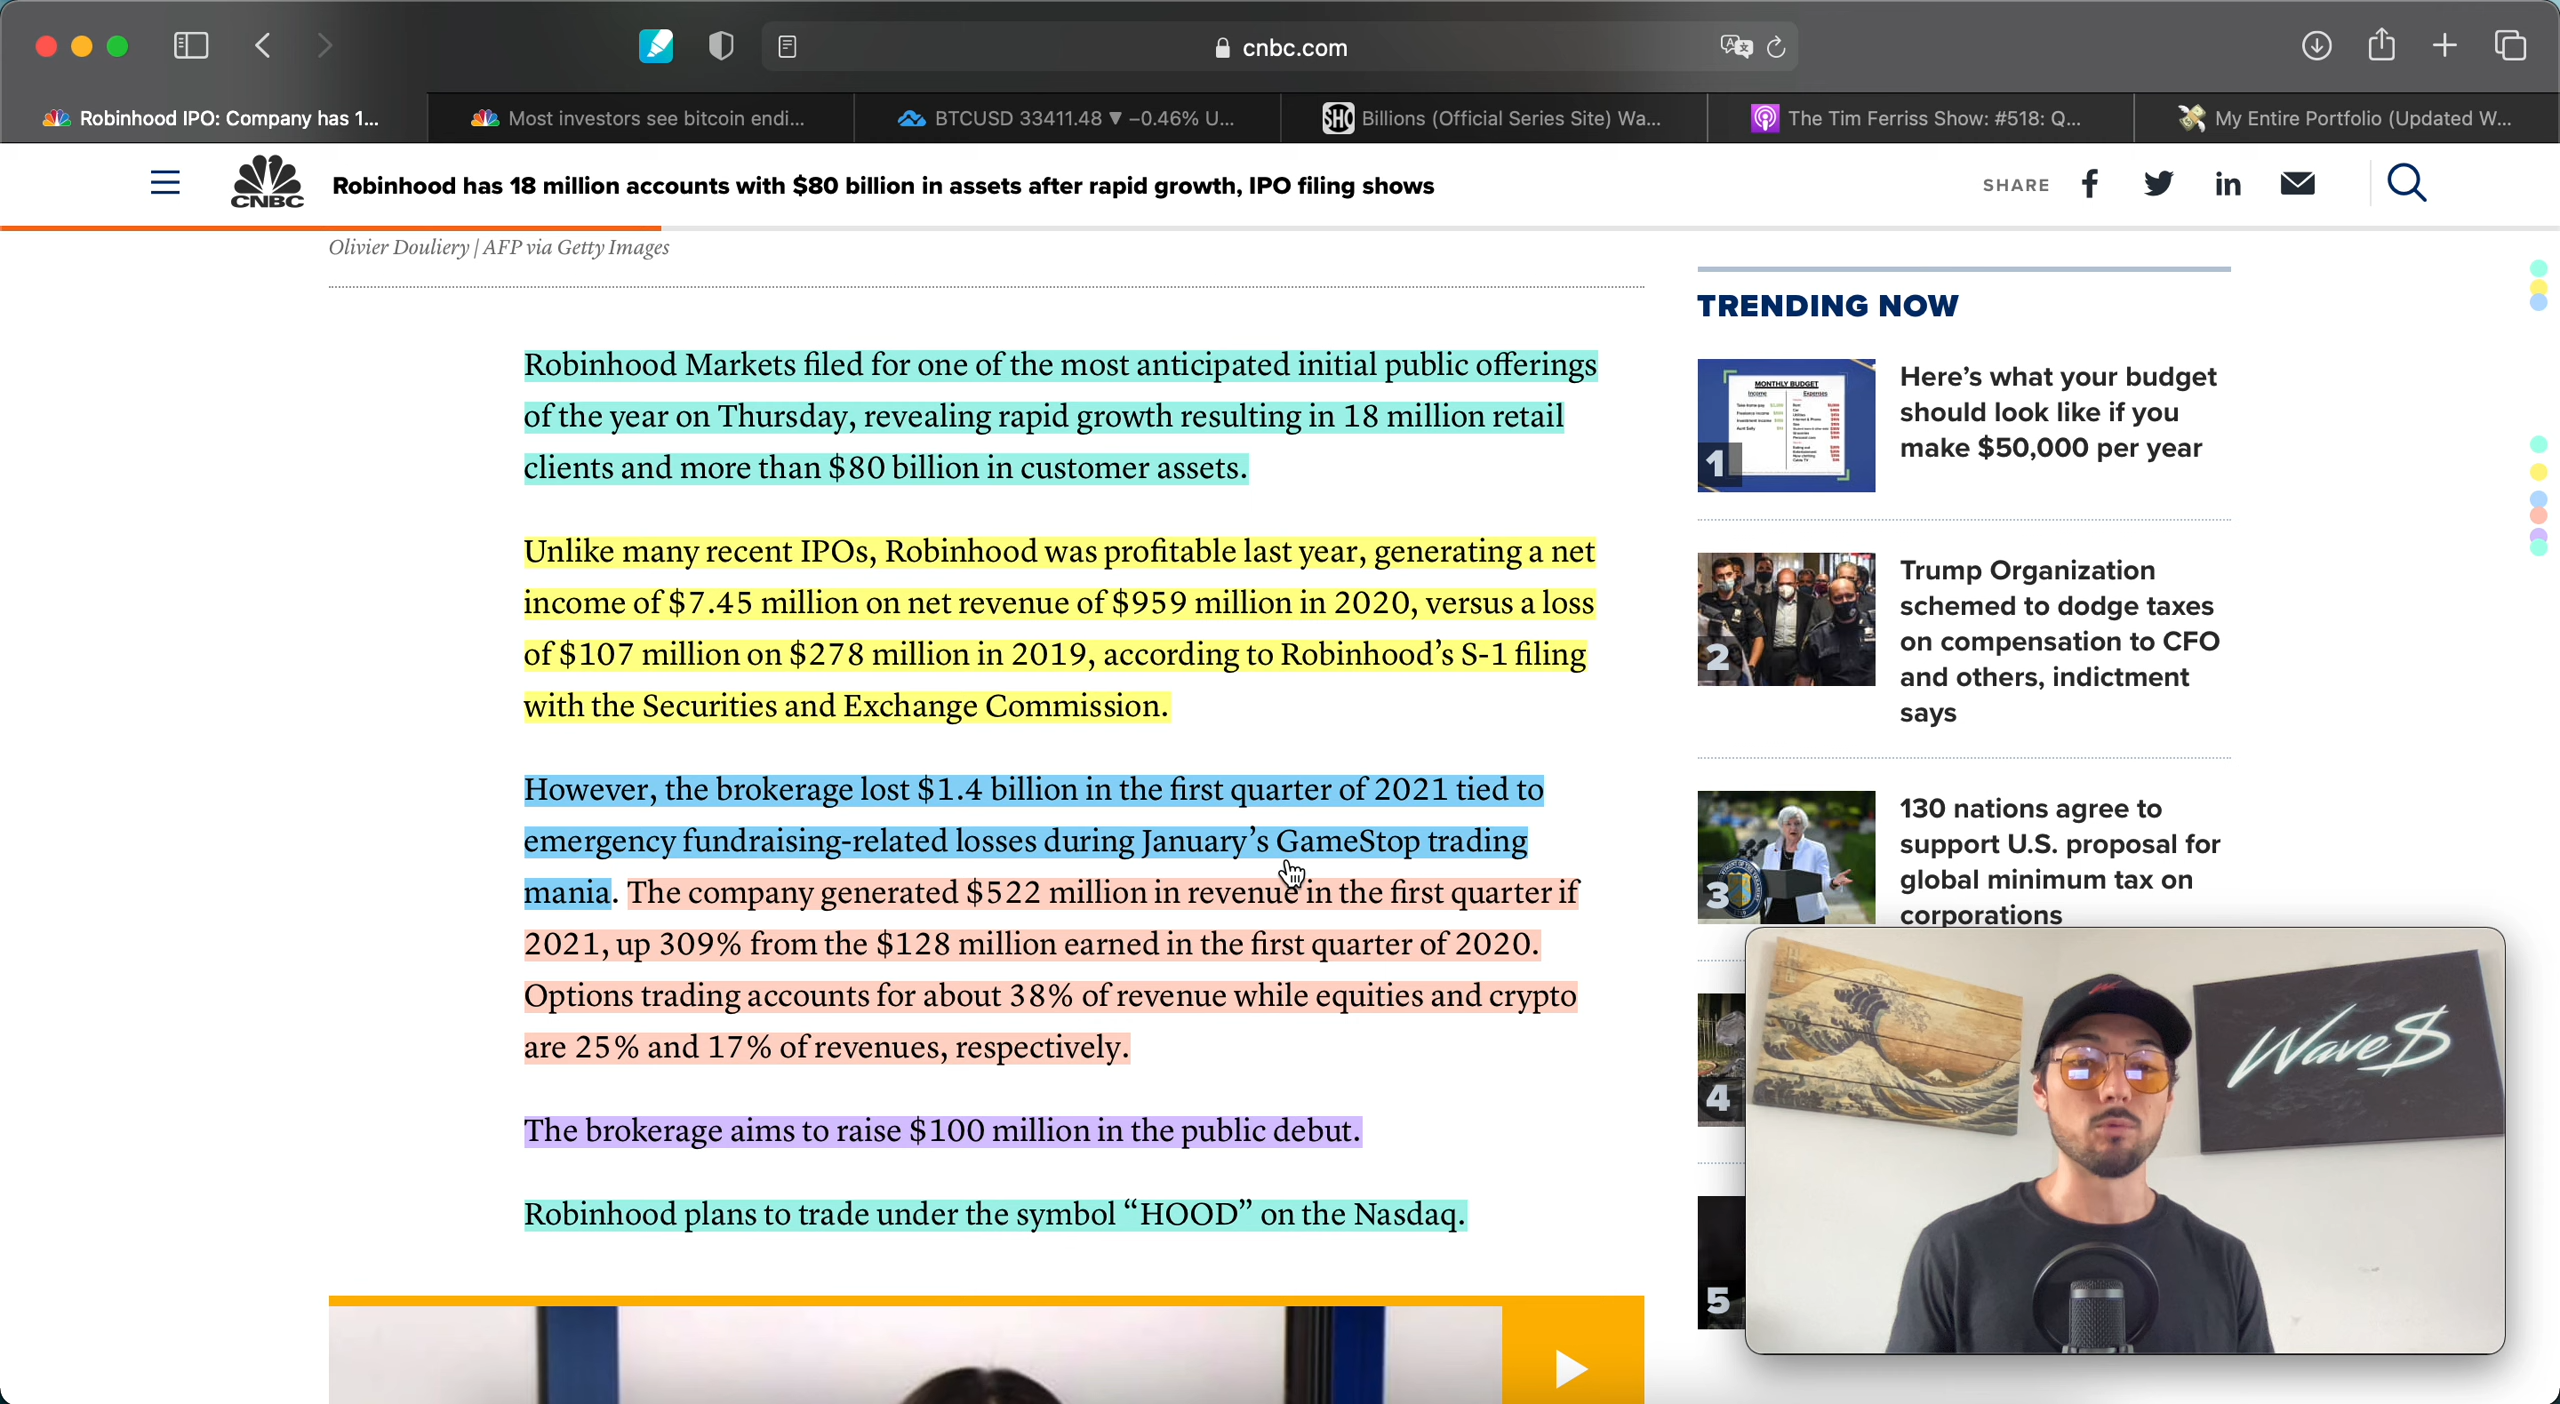 cnbc.com
Robinhood IPO: Company has 1...
Most investors see bitcoin endi...
BTCUSD 33411.48 ▼ −0.46% U...
SHO
Billions (Official Series Site) Wa...
The Tim Ferriss Show: #518: Q...
My Entire Portfolio (Updated W...
CNBC
Robinhood has 18 million accounts with $80 billion in assets after rapid growth, IPO filing shows
SHARE
Olivier Douliery | AFP via Getty Images
Robinhood Markets filed for one of the most anticipated initial public offerings
of the year on Thursday, revealing rapid growth resulting in 18 million retail
clients and more than $80 billion in customer assets.
Unlike many recent IPOs, Robinhood was profitable last year, generating a net
income of $7.45 million on net revenue of $959 million in 2020, versus a loss
of $107 million on $278 million in 2019, according to Robinhood’s S-1 filing
with the Securities and Exchange Commission.
However, the brokerage lost $1.4 billion in the first quarter of 2021 tied to
emergency fundraising-related losses during January’s GameStop trading
mania. The company generated $522 million in revenue in the first quarter if
2021, up 309% from the $128 million earned in the first quarter of 2020.
Options trading accounts for about 38% of revenue while equities and crypto
are 25% and 17% of revenues, respectively.
The brokerage aims to raise $100 million in the public debut.
Robinhood plans to trade under the symbol “HOOD” on the Nasdaq.
TRENDING NOW
MONTHLY BUDGET
Income
Expenses
1
Here’s what your budget
should look like if you
make $50,000 per year
2
Trump Organization
schemed to dodge taxes
on compensation to CFO
and others, indictment
says
3
130 nations agree to
support U.S. proposal for
global minimum tax on
corporations
4
5
Wave$